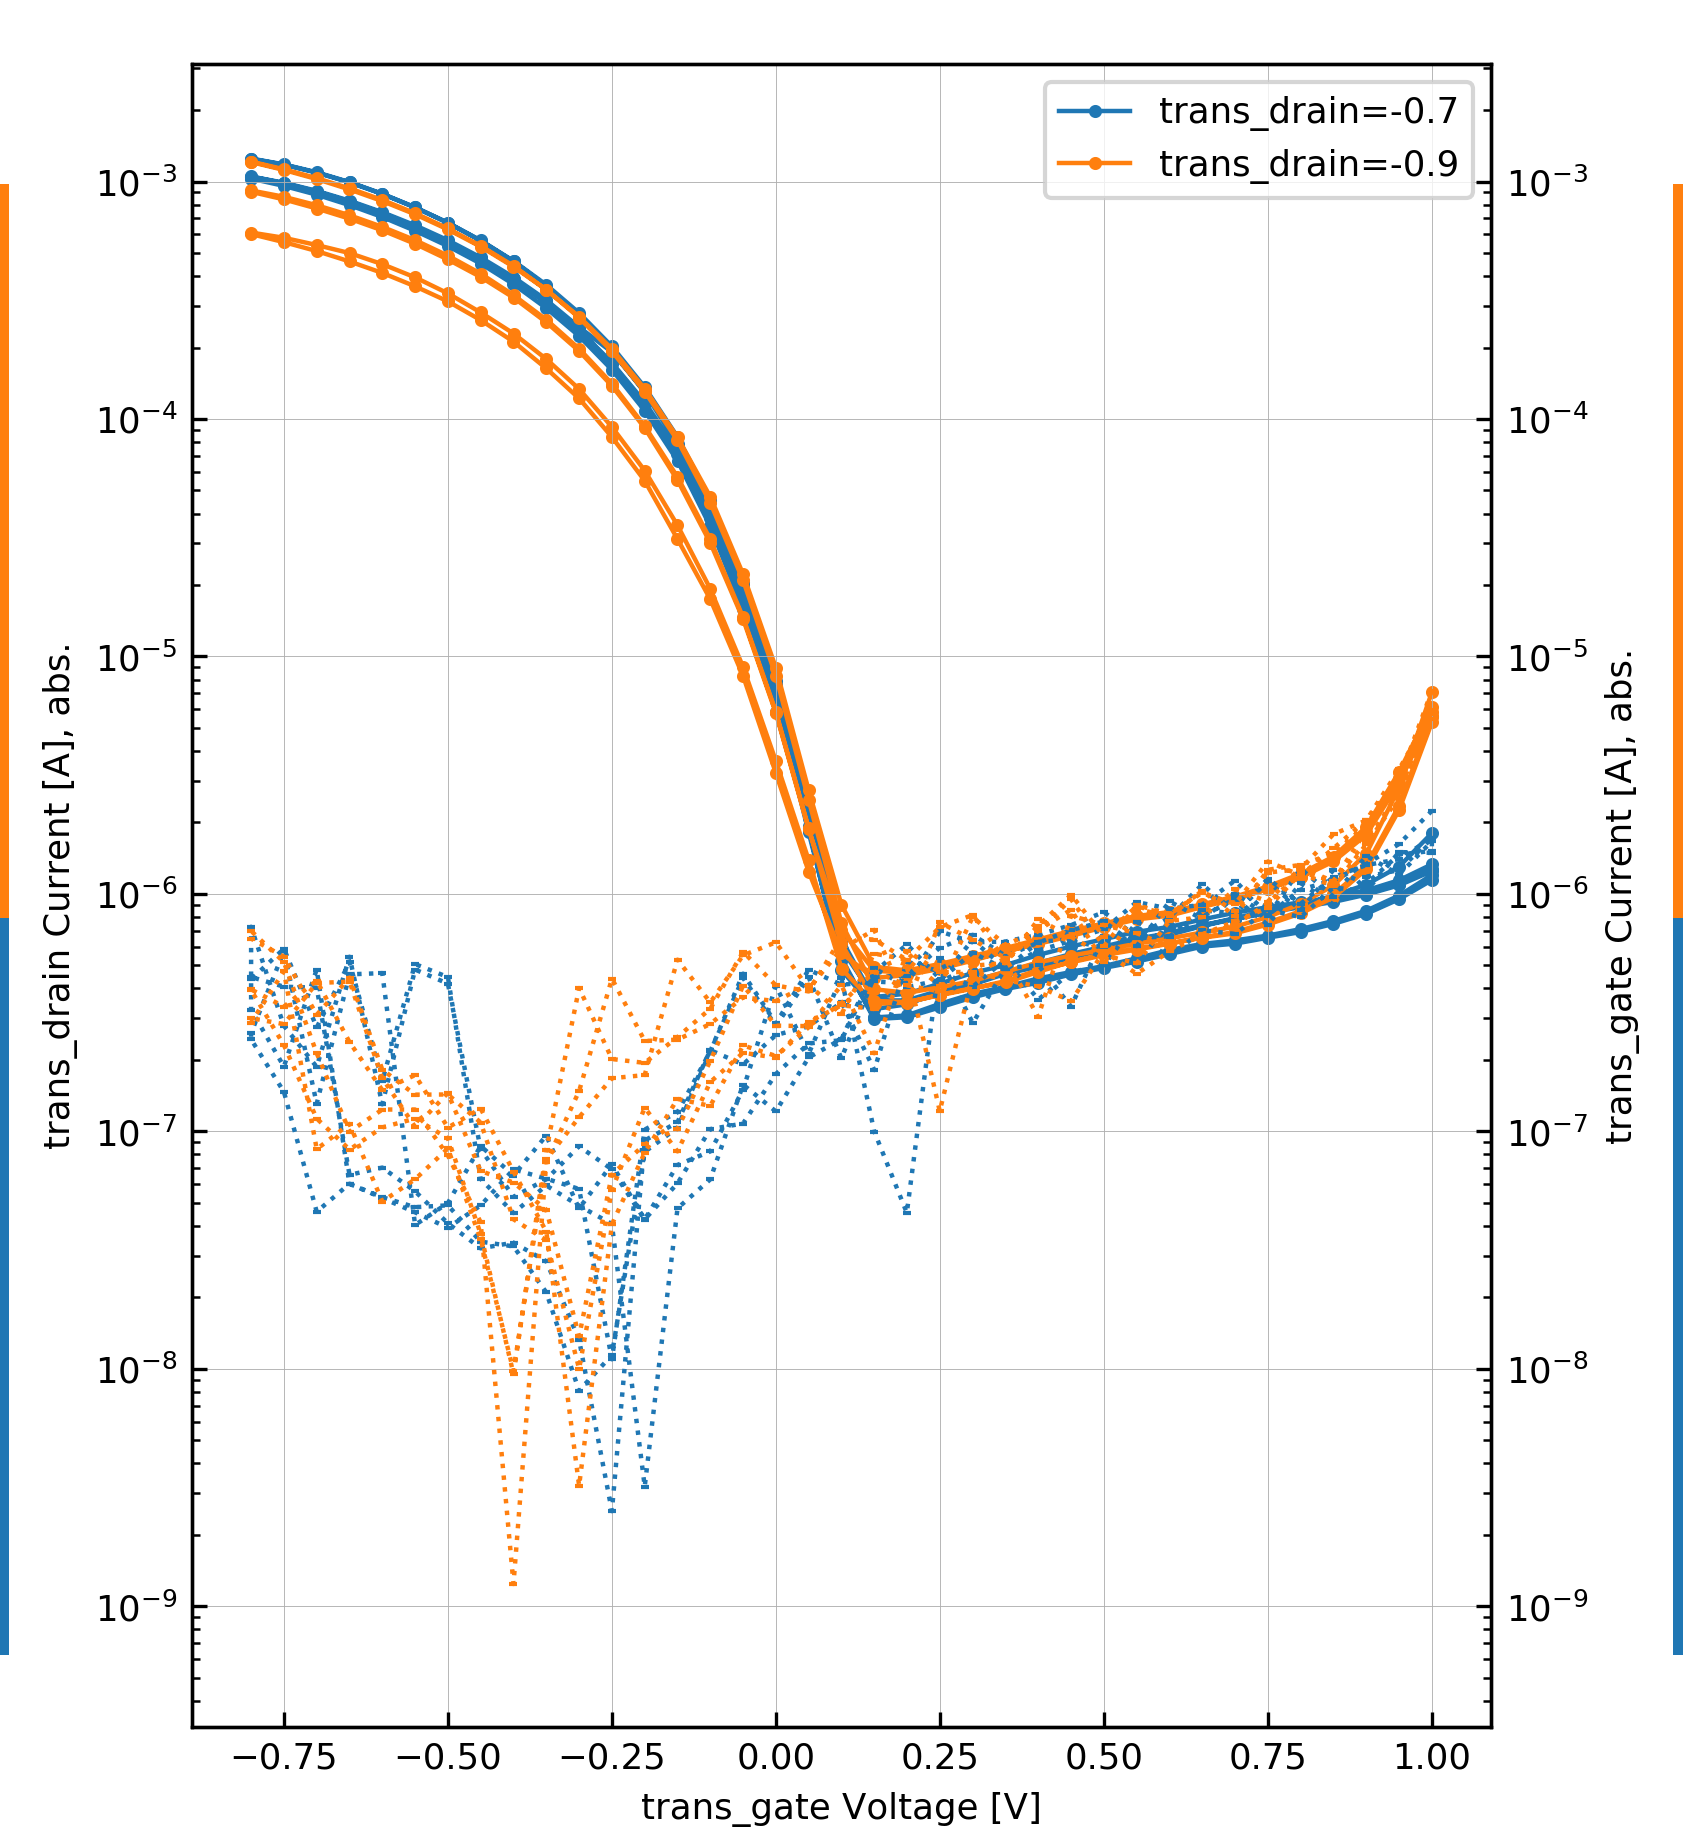 trans_drain=-0.7
trans_drain=-0.9
10⁻³
10⁻⁴
10⁻⁵
10⁻⁶
10⁻⁷
10⁻⁸
10⁻⁹
trans_drain Current [A], abs.
10⁻³
10⁻⁴
10⁻⁵
10⁻⁶
10⁻⁷
10⁻⁸
10⁻⁹
trans_gate Current [A], abs.
−0.75 −0.50 −0.25 0.00 0.25 0.50 0.75 1.00
trans_gate Voltage [V]